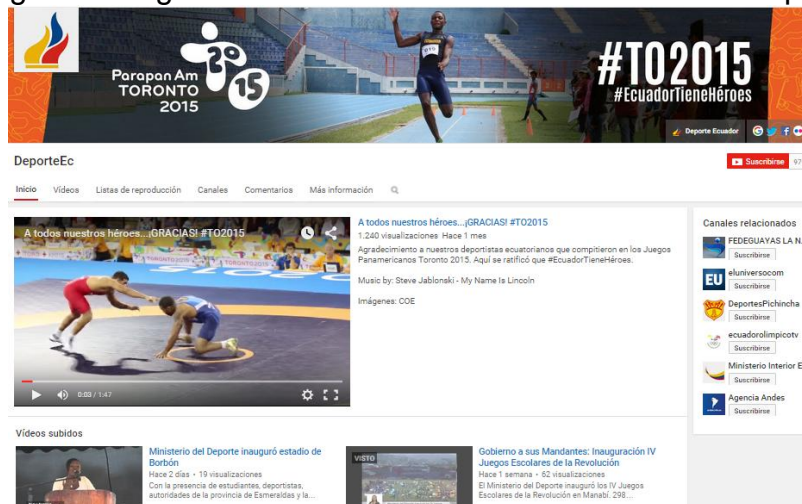 Parapan Am
TORONTO
2015
2015
#TO2015
#EcuadorTieneHéroes
Deporte Ecuador
DeporteEc
Suscribirse
Inicio Vídeos Listas de reproducción Canales Comentarios Más información
A todos nuestros héroes...¡GRACIAS! #TO2015
A todos nuestros héroes...¡GRACIAS! #TO2015
1.240 visualizaciones Hace 1 mes
Agradecimiento a nuestros deportistas ecuatorianos que compitieron en los Juegos
Panamericanos Toronto 2015. Aquí se ratificó que #EcuadorTieneHéroes.
Music by: Steve Jablonski - My Name Is Lincoln
Imágenes: COE
0:03 / 1:47
Canales relacionados
FEDEGUAYAS LA
Suscribirse
EU
eluniversocom
Suscribirse
DeportesPichincha
Suscribirse
ecuadorolimpicotv
Suscribirse
Ministerio Interior
Suscribirse
Agencia Andes
Suscribirse
Vídeos subidos
Ministerio del Deporte inauguró estadio de
Borbón
Hace 2 días • 19 visualizaciones
Con la presencia de estudiantes, deportistas,
autoridades de la provincia de Esmeraldas y la...
VISTO
Gobierno a sus Mandantes: Inauguración IV
Juegos Escolares de la Revolución
Hace 1 semana • 62 visualizaciones
El Ministerio del Deporte inauguró los IV Juegos
Escolares de la Revolución en Manabí. 298...